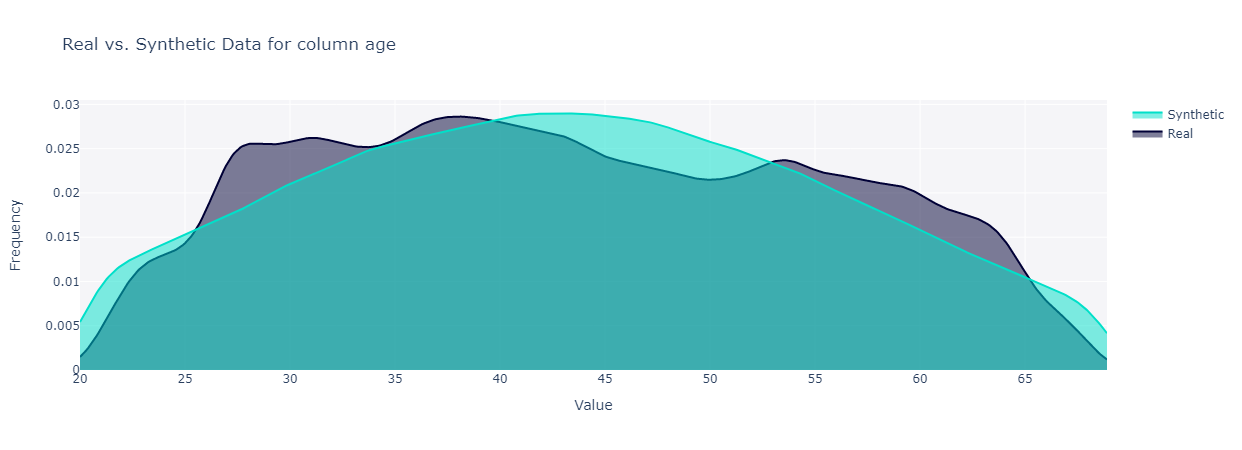 Real vs. Synthetic Data for column age
0.03
0.025
0.02
0.015
0.01
0.005
0
Frequency
20 25 30 35 40 45 50 55 60 65
Value
Synthetic
Real